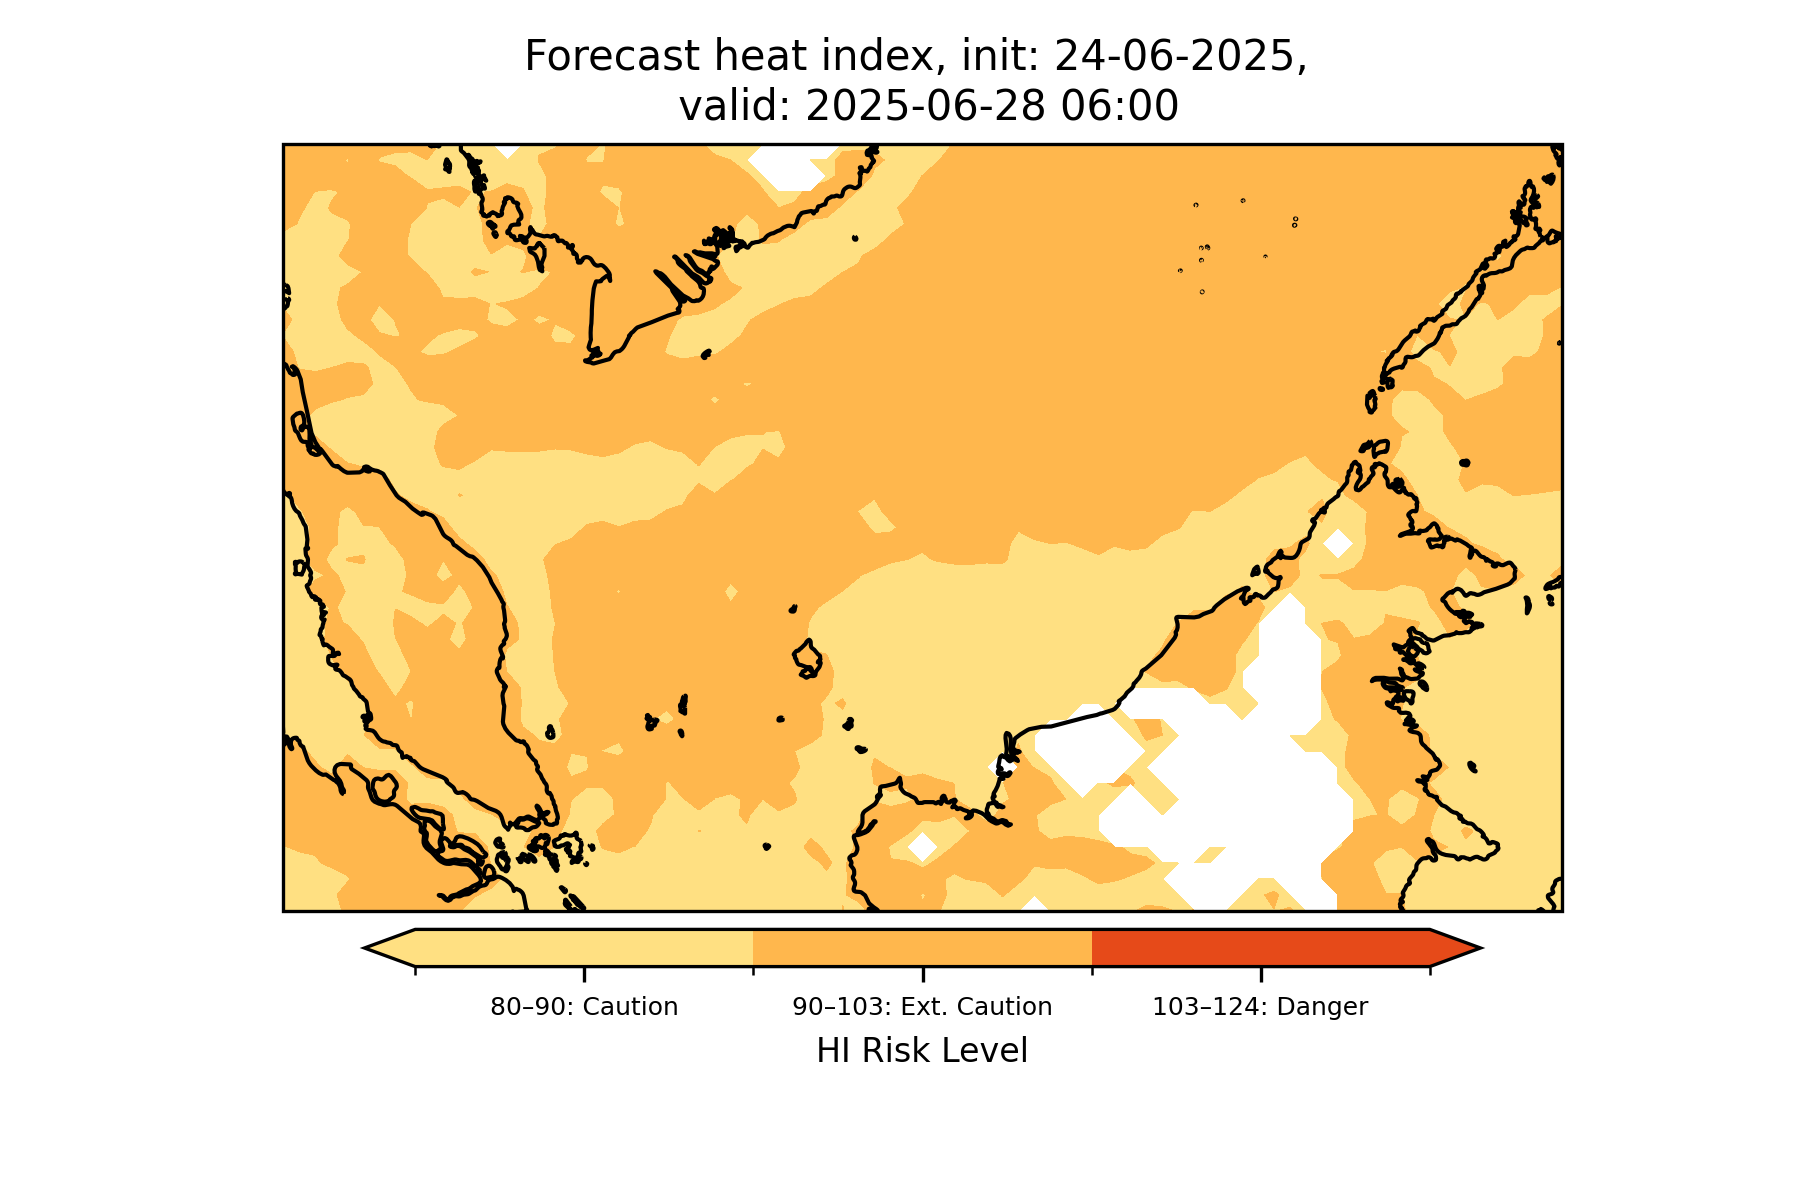 Forecast heat index, init: 24-06-2025,
valid: 2025-06-28 06:00
80–90: Caution
90–103: Ext. Caution
103–124: Danger
HI Risk Level